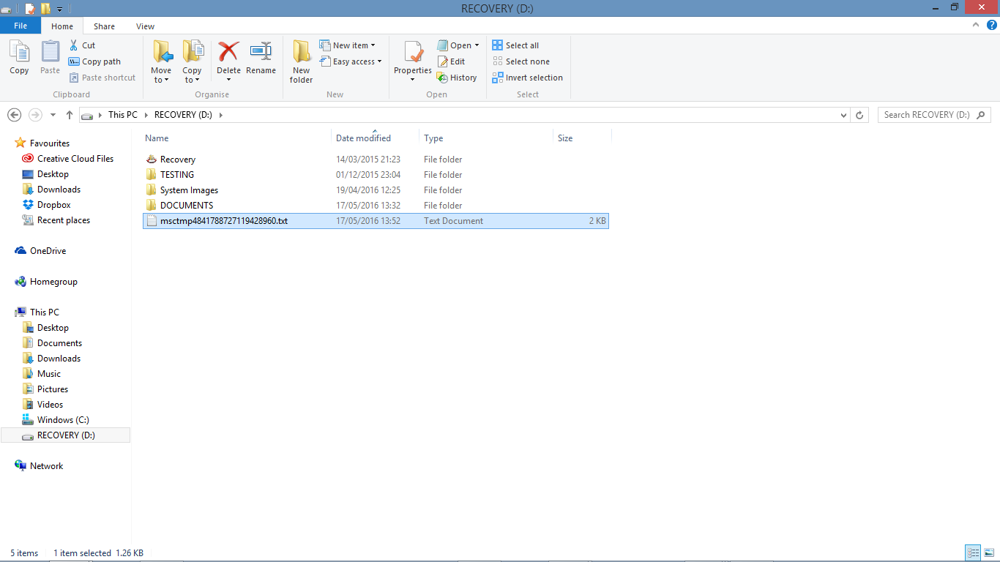 RECOVERY (D:)
File Home Share View
Copy
Paste
Cut
Copy path
Paste shortcut
Clipboard
Move to
Copy to
Delete
Rename
Organise
New folder
New item
Easy access
New
Properties
Open
Edit
History
Open
Select all
Select none
Invert selection
Select
This PC RECOVERY (D:)
Search RECOVERY (D:)
Favourites
Creative Cloud Files
Desktop
Downloads
Dropbox
Recent places
OneDrive
Homegroup
This PC
Desktop
Documents
Downloads
Music
Pictures
Videos
Windows (C:)
RECOVERY (D:)
Network
Name Date modified Type Size
Recovery 14/03/2015 21:23 File folder
TESTING 01/12/2015 23:04 File folder
System Images 19/04/2016 12:25 File folder
DOCUMENTS 17/05/2016 13:32 File folder
msctmp4841788727119428960.txt 17/05/2016 13:52 Text Document 2 KB
5 items 1 item selected 1.26 KB